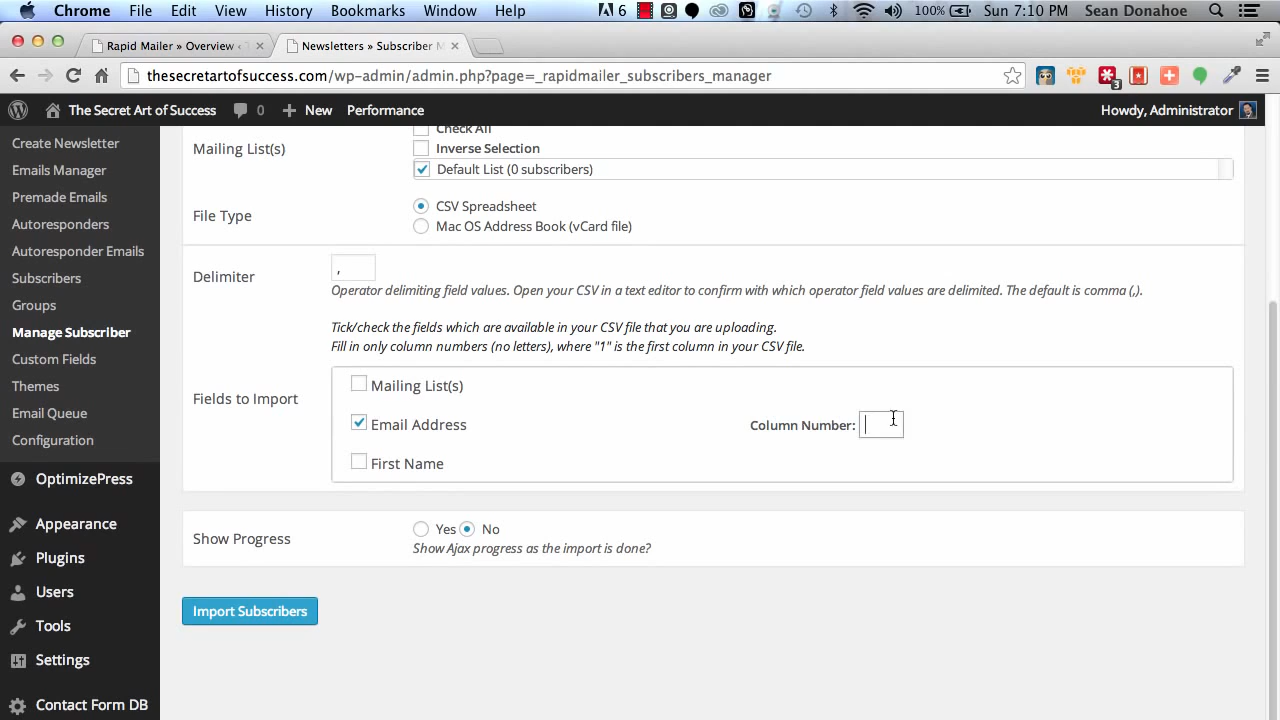 Chrome File Edit View History Bookmarks Window Help 6 100% Sun 7:10 PM Sean Donahoe
Rapid Mailer » Overview ‹ Newsletters » Subscriber M
thesecretartofsuccess.com/wp-admin/admin.php?page=_rapidmailer_subscribers_manager 3
The Secret Art of Success 0 New Performance Howdy, Administrator
Create Newsletter
Emails Manager
Premade Emails
Autoresponders
Autoresponder Emails
Subscribers
Groups
Manage Subscriber
Custom Fields
Themes
Email Queue
Configuration
OptimizePress
Appearance
Plugins
Users
Tools
Settings
Contact Form DB
Check All
Mailing List(s)
Inverse Selection
Default List (0 subscribers)
File Type
CSV Spreadsheet
Mac OS Address Book (vCard file)
Delimiter ,
Operator delimiting field values. Open your CSV in a text editor to confirm with which operator field values are delimited. The default is comma (,).
Tick/check the fields which are available in your CSV file that you are uploading.
Fill in only column numbers (no letters), where "1" is the first column in your CSV file.
Fields to Import
Mailing List(s)
Email Address Column Number:
First Name
Show Progress
Yes No
Show Ajax progress as the import is done?
Import Subscribers